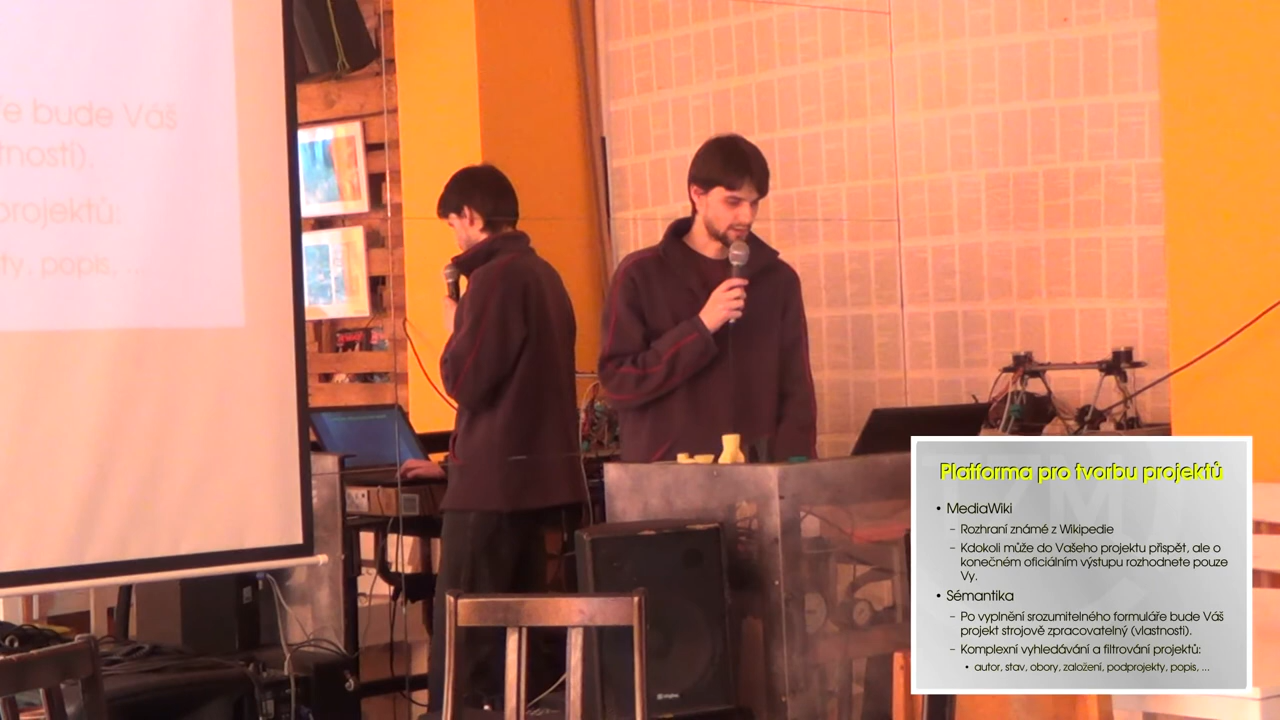 ře bude Váš
tností).
projektů:
ty, popis, ...
Platforma pro tvorbu projektů
• MediaWiki
– Rozhraní známé z Wikipedie
– Kdokoli může do Vašeho projektu přispět, ale o
konečném oficiálním výstupu rozhodnete pouze
Vy.
• Sémantika
– Po vyplnění srozumitelného formuláře bude Váš
projekt strojově zpracovatelný (vlastnosti).
– Komplexní vyhledávání a filtrování projektů:
• autor, stav, obory, založení, podprojekty, popis, ...